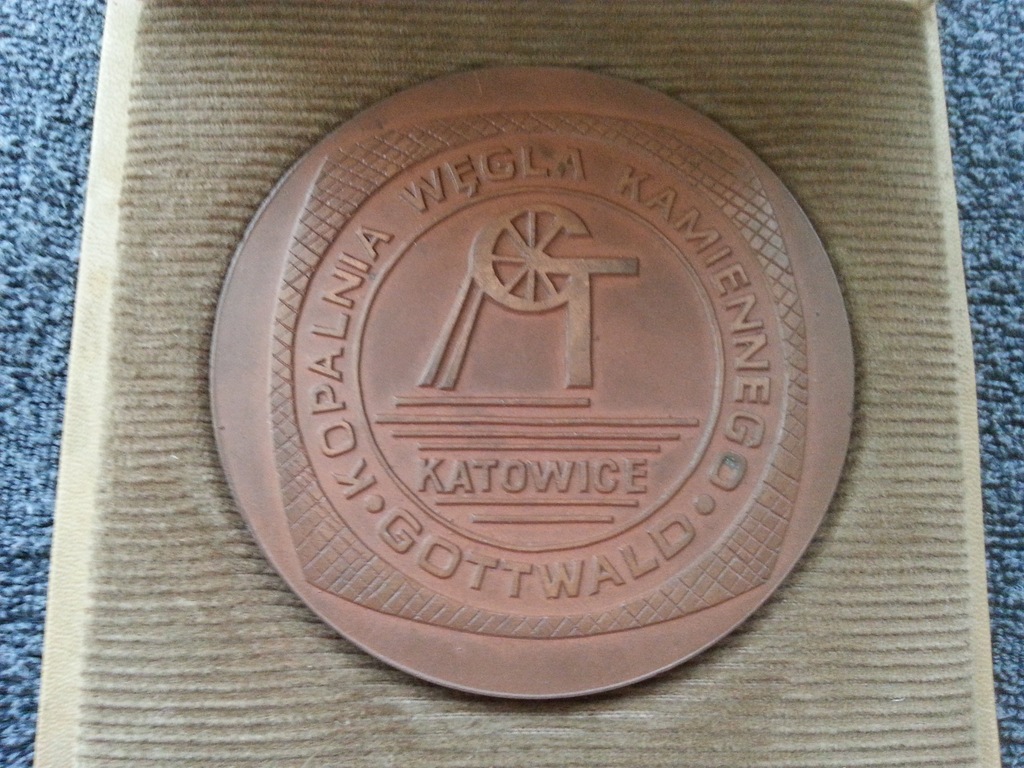 KOPALNIA WĘGLA KAMIENNEGO
• GOTTWALD •
KATOWICE